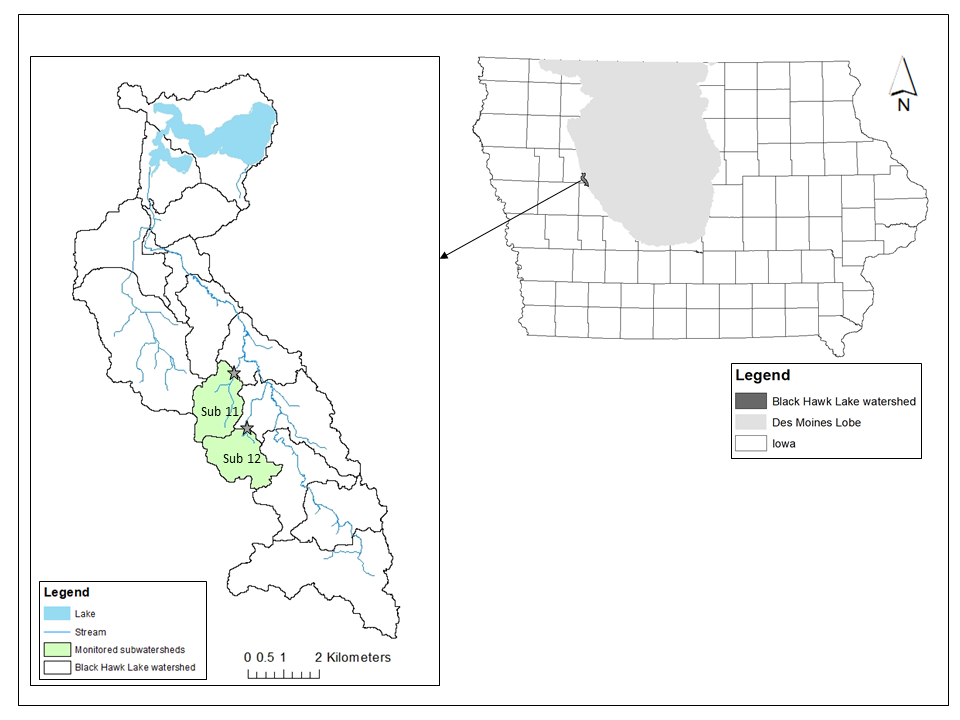 Sub 11
Sub 12
Legend
Lake
Stream
Monitored subwatersheds
Black Hawk Lake watershed
0 0.5 1 2 Kilometers
N
Legend
Black Hawk Lake watershed
Des Moines Lobe
Iowa